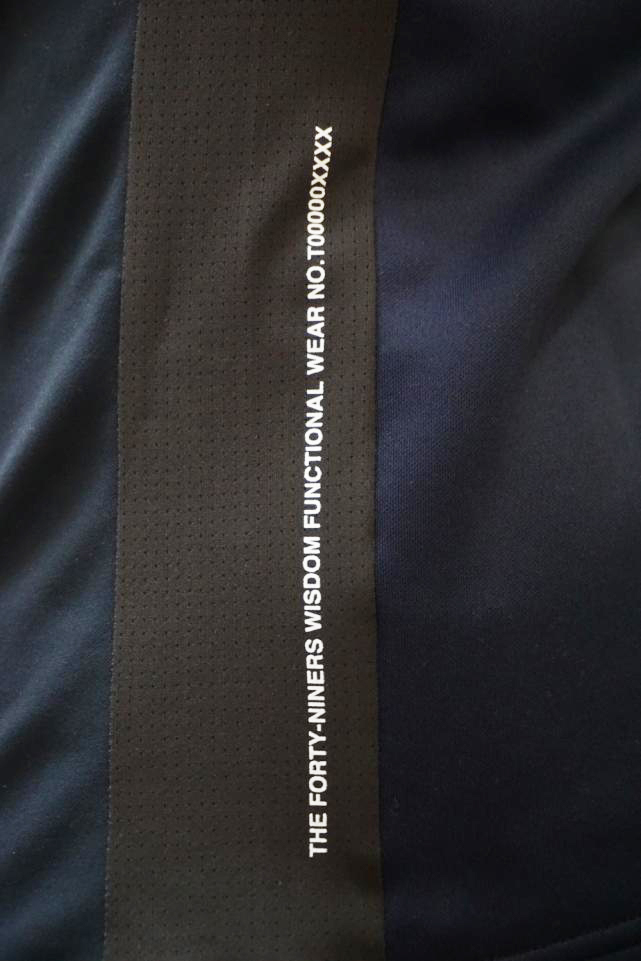 THE FORTY-NINERS WISDOM FUNCTIONAL WEAR NO.T00000XXXX